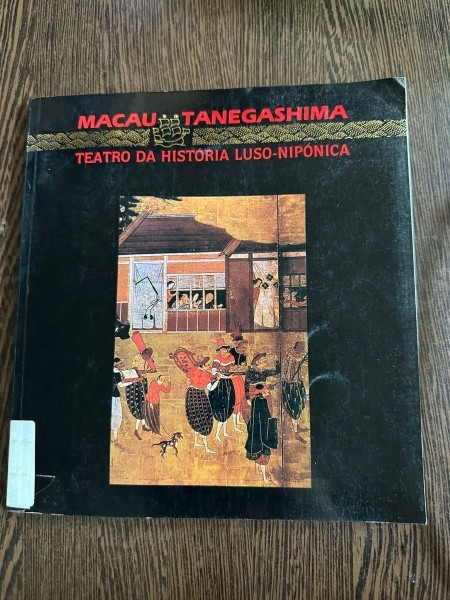 MACAU TANEGASHIMA
TEATRO DA HISTÓRIA LUSO-NIPÓNICA